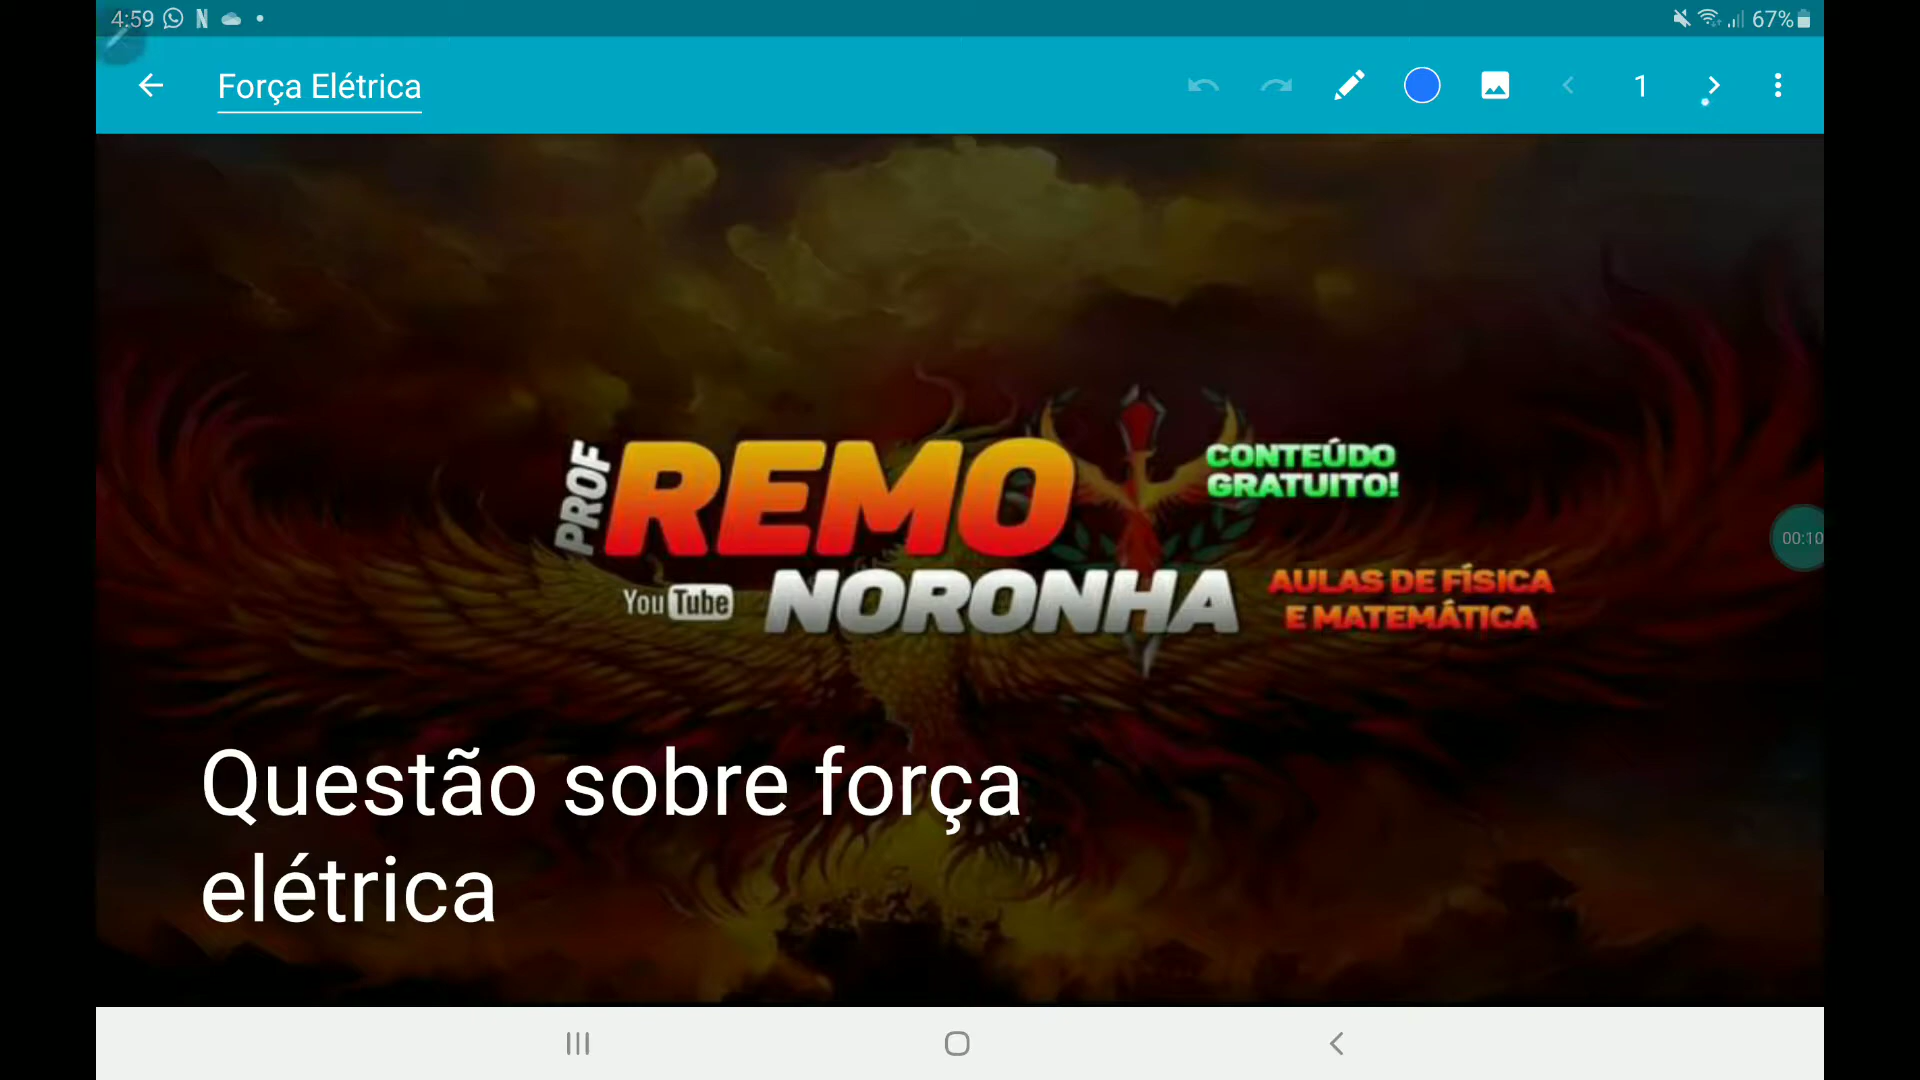 4:59
67%
Força Elétrica
1
PROF
REMO
NORONHA
YouTube
CONTEÚDO
GRATUITO!
AULAS DE FÍSICA
E MATEMÁTICA
00:10
Questão sobre força
elétrica